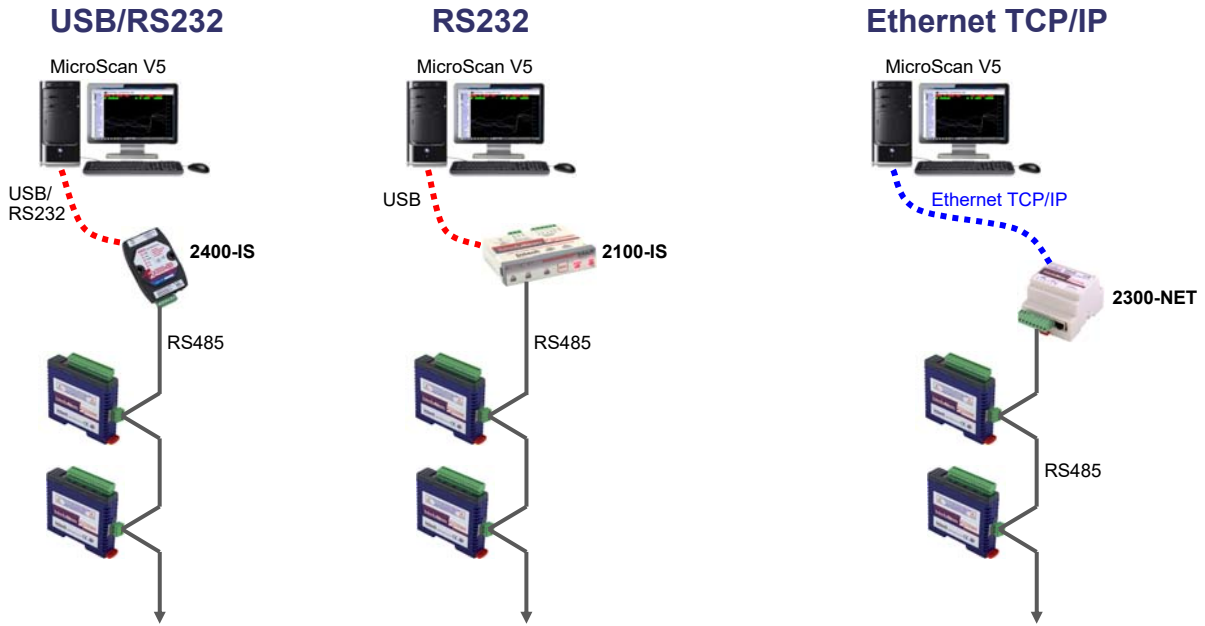 USB/RS232
RS232
Ethernet TCP/IP
MicroScan V5
MicroScan V5
MicroScan V5
USB/
RS232
USB
Ethernet TCP/IP
2400-IS
2100-IS
2300-NET
RS485
RS485
RS485